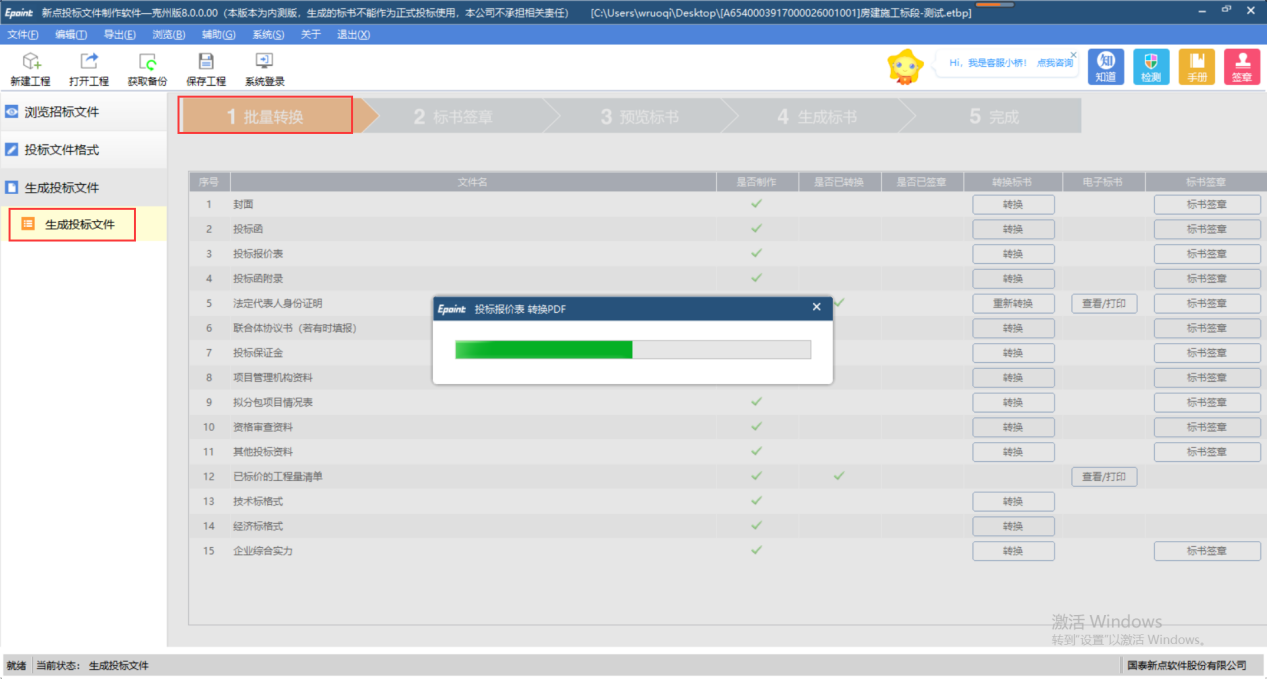 Epoint 新点投标文件制作软件—克州版8.0.0.00（本版本为内测版，生成的标书不能作为正式投标使用，本公司不承担相关责任） [C:\Users\wruoqi\Desktop\[A6540003917000026001001]房建施工标段-测试.etbp]
文件(F) 编辑(T) 导出(E) 浏览(B) 辅助(G) 系统(S) 关于 退出(X)
新建工程 打开工程 获取备份 保存工程 系统登录
Hi，我是客服小桥！ 点我咨询
知 知道 检测 手册 签章
浏览招标文件
投标文件格式
生成投标文件
生成投标文件
1 批量转换 2 标书签章 3 预览标书 4 生成标书 5 完成
序号 文件名 是否制作 是否已转换 是否已签章 转换标书 电子标书 标书签章
1 封面 转换 标书签章
2 投标函 转换 标书签章
3 投标报价表 转换 标书签章
4 投标函附录 转换 标书签章
5 法定代表人身份证明 重新转换 查看/打印 标书签章
6 联合体协议书（若有时填报） 转换 标书签章
7 投标保证金 转换 标书签章
8 项目管理机构资料 转换 标书签章
9 拟分包项目情况表 转换 标书签章
10 资格审查资料 转换 标书签章
11 其他投标资料 转换 标书签章
12 已标价的工程量清单 查看/打印
13 技术标格式 转换
14 经济标格式 转换
15 企业综合实力 转换 标书签章
Epoint 投标报价表 转换PDF
激活 Windows
转到"设置"以激活 Windows。
就绪 当前状态： 生成投标文件 国泰新点软件股份有限公司